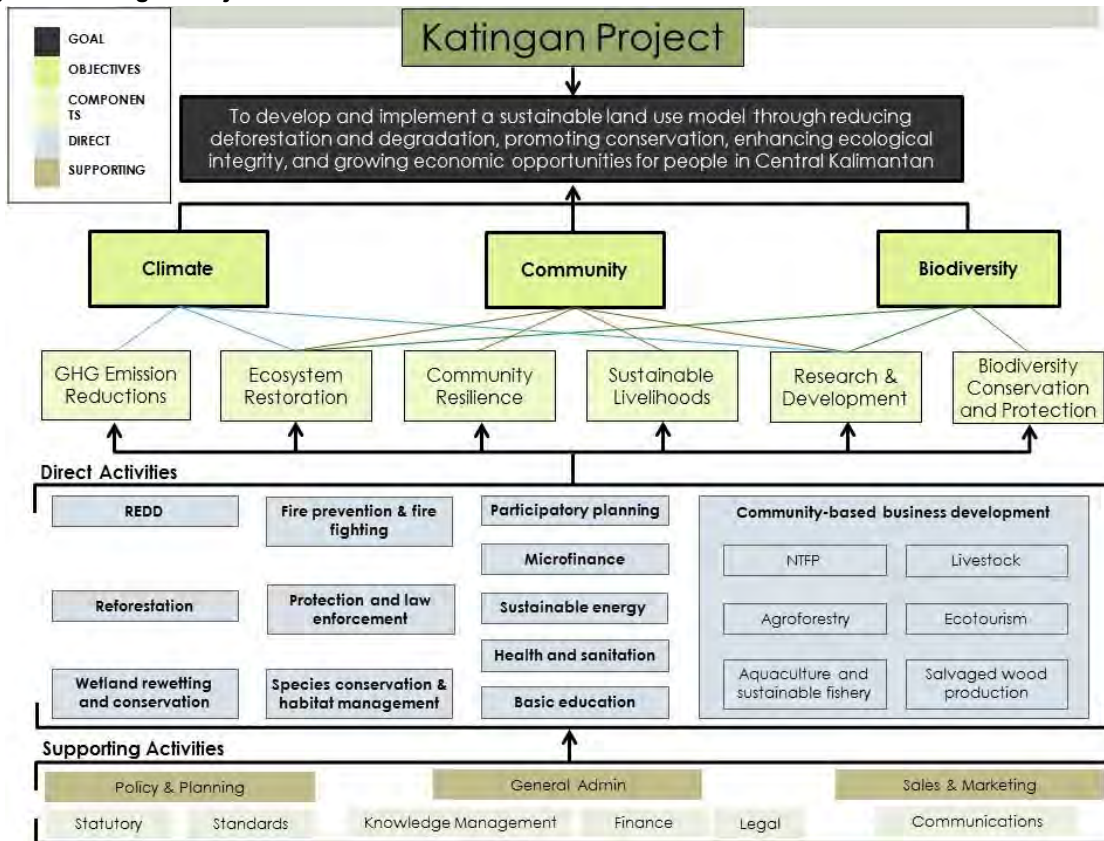 Katingan Project
GOAL
OBJECTIVES
COMPONEN
TS
DIRECT
SUPPORTING
To develop and implement a sustainable land use model through reducing
deforestation and degradation, promoting conservation, enhancing ecological
integrity, and growing economic opportunities for people in Central Kalimantan
Climate
Community
Biodiversity
GHG Emission
Reductions
Ecosystem
Restoration
Community
Resilience
Sustainable
Livelihoods
Research &
Development
Biodiversity
Conservation
and Protection
Direct Activities
REDD
Reforestation
Wetland rewetting
and conservation
Fire prevention & fire
fighting
Protection and law
enforcement
Species conservation &
habitat management
Participatory planning
Microfinance
Sustainable energy
Health and sanitation
Basic education
Community-based business development
NTFP
Livestock
Agroforestry
Ecotourism
Aquaculture and
sustainable fishery
Salvaged wood
production
Supporting Activities
Policy & Planning
General Admin
Sales & Marketing
Statutory
Standards
Knowledge Management
Finance
Legal
Communications